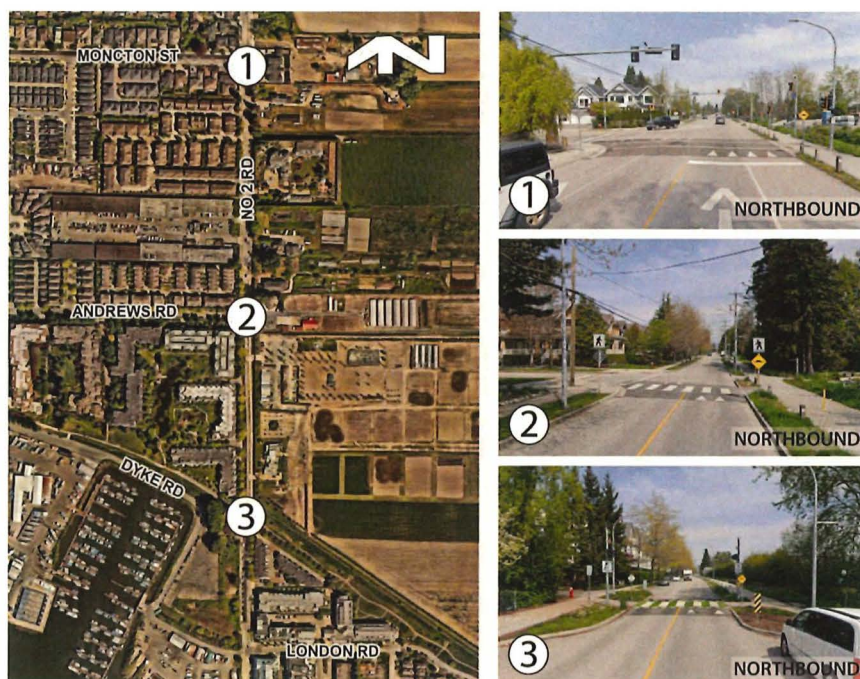 MONCTON ST
1
N
NO 2 RD
ANDREWS RD
2
DYKE RD
3
LONDON RD
1
NORTHBOUND
2
NORTHBOUND
3
NORTHBOUND